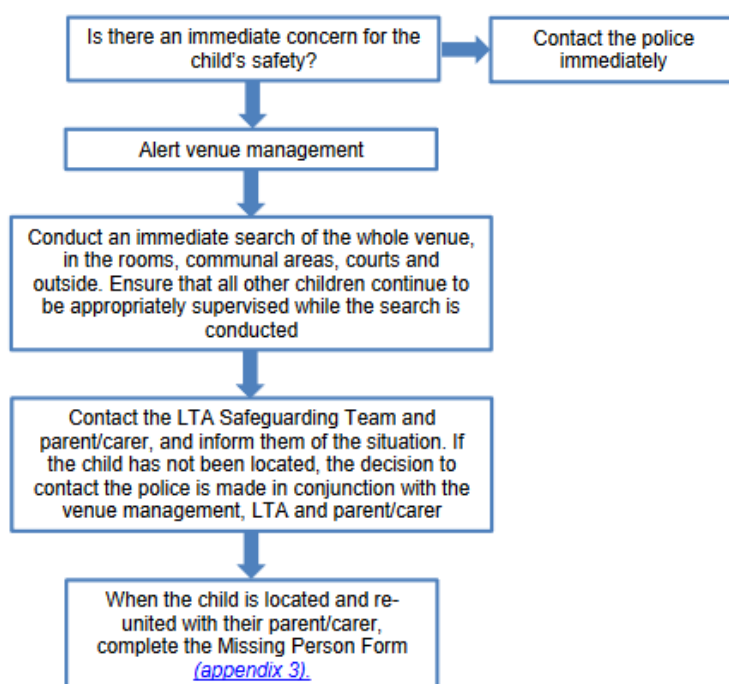 Is there an immediate concern for the
child's safety?
Contact the police
immediately
Alert venue management
Conduct an immediate search of the whole venue,
in the rooms, communal areas, courts and
outside. Ensure that all other children continue to
be appropriately supervised while the search is
conducted
Contact the LTA Safeguarding Team and
parent/carer, and inform them of the situation. If
the child has not been located, the decision to
contact the police is made in conjunction with the
venue management, LTA and parent/carer
When the child is located and re-
united with their parent/carer,
complete the Missing Person Form
(appendix 3).